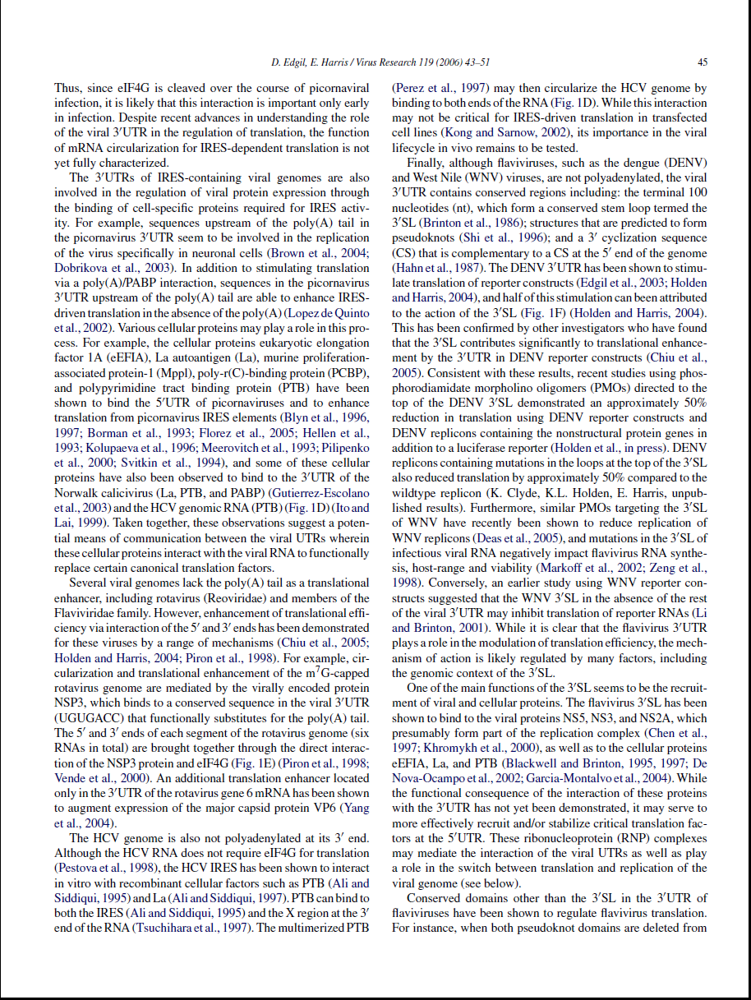 D. Edgil, E. Harris / Virus Research 119 (2006) 43–51
45
Thus, since eIF4G is cleaved over the course of picornaviral
infection, it is likely that this interaction is important only early
in infection. Despite recent advances in understanding the role
of the viral 3′UTR in the regulation of translation, the function
of mRNA circularization for IRES-dependent translation is not
yet fully characterized.
The 3′UTRs of IRES-containing viral genomes are also
involved in the regulation of viral protein expression through
the binding of cell-specific proteins required for IRES activ-
ity. For example, sequences upstream of the poly(A) tail in
the picornavirus 3′UTR seem to be involved in the replication
of the virus specifically in neuronal cells (Brown et al., 2004;
Dobrikova et al., 2003). In addition to stimulating translation
via a poly(A)/PABP interaction, sequences in the picornavirus
3′UTR upstream of the poly(A) tail are able to enhance IRES-
driven translation in the absence of the poly(A) (Lopez de Quinto
et al., 2002). Various cellular proteins may play a role in this pro-
cess. For example, the cellular proteins eukaryotic elongation
factor 1A (eEFIA), La autoantigen (La), murine proliferation-
associated protein-1 (Mppl), poly-r(C)-binding protein (PCBP),
and polypyrimidine tract binding protein (PTB) have been
shown to bind the 5′UTR of picornaviruses and to enhance
translation from picornavirus IRES elements (Blyn et al., 1996,
1997; Borman et al., 1993; Florez et al., 2005; Hellen et al.,
1993; Kolupaeva et al., 1996; Meerovitch et al., 1993; Pilipenko
et al., 2000; Svitkin et al., 1994), and some of these cellular
proteins have also been observed to bind to the 3′UTR of the
Norwalk calicivirus (La, PTB, and PABP) (Gutierrez-Escolano
et al., 2003) and the HCV genomic RNA (PTB) (Fig. 1D) (Ito and
Lai, 1999). Taken together, these observations suggest a poten-
tial means of communication between the viral UTRs wherein
these cellular proteins interact with the viral RNA to functionally
replace certain canonical translation factors.
Several viral genomes lack the poly(A) tail as a translational
enhancer, including rotavirus (Reoviridae) and members of the
Flaviviridae family. However, enhancement of translational effi-
ciency via interaction of the 5′ and 3′ ends has been demonstrated
for these viruses by a range of mechanisms (Chiu et al., 2005;
Holden and Harris, 2004; Piron et al., 1998). For example, cir-
cularization and translational enhancement of the m⁷G-capped
rotavirus genome are mediated by the virally encoded protein
NSP3, which binds to a conserved sequence in the viral 3′UTR
(UGUGACC) that functionally substitutes for the poly(A) tail.
The 5′ and 3′ ends of each segment of the rotavirus genome (six
RNAs in total) are brought together through the direct interac-
tion of the NSP3 protein and eIF4G (Fig. 1E) (Piron et al., 1998;
Vende et al., 2000). An additional translation enhancer located
only in the 3′UTR of the rotavirus gene 6 mRNA has been shown
to augment expression of the major capsid protein VP6 (Yang
et al., 2004).
The HCV genome is also not polyadenylated at its 3′ end.
Although the HCV RNA does not require eIF4G for translation
(Pestova et al., 1998), the HCV IRES has been shown to interact
in vitro with recombinant cellular factors such as PTB (Ali and
Siddiqui, 1995) and La (Ali and Siddiqui, 1997). PTB can bind to
both the IRES (Ali and Siddiqui, 1995) and the X region at the 3′
end of the RNA (Tsuchihara et al., 1997). The multimerized PTB
(Perez et al., 1997) may then circularize the HCV genome by
binding to both ends of the RNA (Fig. 1D). While this interaction
may not be critical for IRES-driven translation in transfected
cell lines (Kong and Sarnow, 2002), its importance in the viral
lifecycle in vivo remains to be tested.
Finally, although flaviviruses, such as the dengue (DENV)
and West Nile (WNV) viruses, are not polyadenylated, the viral
3′UTR contains conserved regions including: the terminal 100
nucleotides (nt), which form a conserved stem loop termed the
3′SL (Brinton et al., 1986); structures that are predicted to form
pseudoknots (Shi et al., 1996); and a 3′ cyclization sequence
(CS) that is complementary to a CS at the 5′ end of the genome
(Hahn et al., 1987). The DENV 3′UTR has been shown to stimu-
late translation of reporter constructs (Edgil et al., 2003; Holden
and Harris, 2004), and half of this stimulation can be attributed
to the action of the 3′SL (Fig. 1F) (Holden and Harris, 2004).
This has been confirmed by other investigators who have found
that the 3′SL contributes significantly to translational enhance-
ment by the 3′UTR in DENV reporter constructs (Chiu et al.,
2005). Consistent with these results, recent studies using phos-
phorodiamidate morpholino oligomers (PMOs) directed to the
top of the DENV 3′SL demonstrated an approximately 50%
reduction in translation using DENV reporter constructs and
DENV replicons containing the nonstructural protein genes in
addition to a luciferase reporter (Holden et al., in press). DENV
replicons containing mutations in the loops at the top of the 3′SL
also reduced translation by approximately 50% compared to the
wildtype replicon (K. Clyde, K.L. Holden, E. Harris, unpub-
lished results). Furthermore, similar PMOs targeting the 3′SL
of WNV have recently been shown to reduce replication of
WNV replicons (Deas et al., 2005), and mutations in the 3′SL of
infectious viral RNA negatively impact flavivirus RNA synthe-
sis, host-range and viability (Markoff et al., 2002; Zeng et al.,
1998). Conversely, an earlier study using WNV reporter con-
structs suggested that the WNV 3′SL in the absence of the rest
of the viral 3′UTR may inhibit translation of reporter RNAs (Li
and Brinton, 2001). While it is clear that the flavivirus 3′UTR
plays a role in the modulation of translation efficiency, the mech-
anism of action is likely regulated by many factors, including
the genomic context of the 3′SL.
One of the main functions of the 3′SL seems to be the recruit-
ment of viral and cellular proteins. The flavivirus 3′SL has been
shown to bind to the viral proteins NS5, NS3, and NS2A, which
presumably form part of the replication complex (Chen et al.,
1997; Khromykh et al., 2000), as well as to the cellular proteins
eEFIA, La, and PTB (Blackwell and Brinton, 1995, 1997; De
Nova-Ocampo et al., 2002; Garcia-Montalvo et al., 2004). While
the functional consequence of the interaction of these proteins
with the 3′UTR has not yet been demonstrated, it may serve to
more effectively recruit and/or stabilize critical translation fac-
tors at the 5′UTR. These ribonucleoprotein (RNP) complexes
may mediate the interaction of the viral UTRs as well as play
a role in the switch between translation and replication of the
viral genome (see below).
Conserved domains other than the 3′SL in the 3′UTR of
flaviviruses have been shown to regulate flavivirus translation.
For instance, when both pseudoknot domains are deleted from